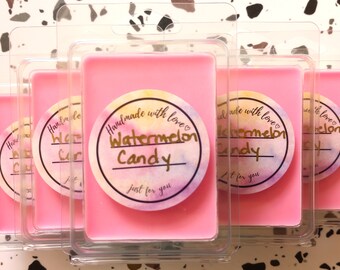 Handmade with love♡
Watermelon
Candy
Just for you